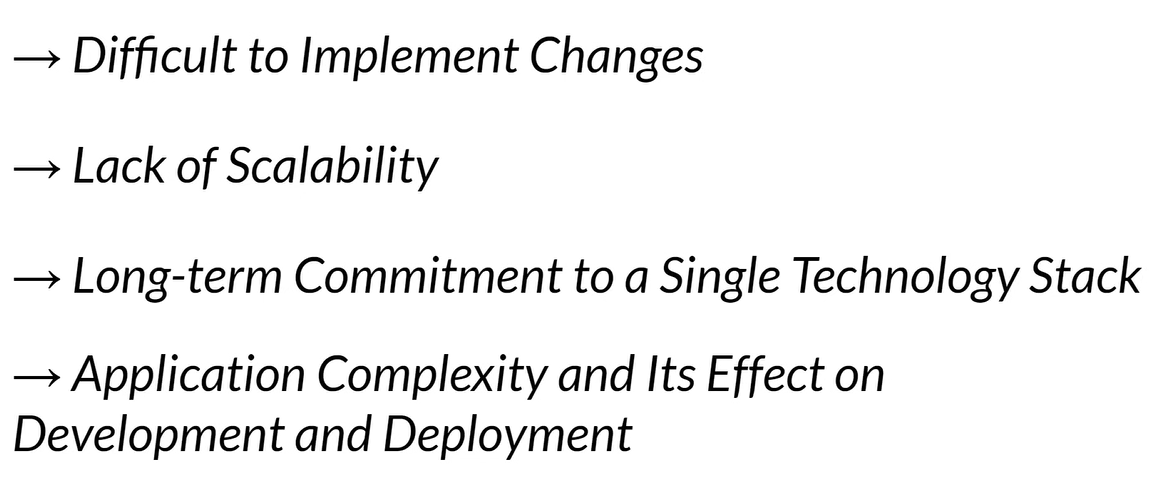 → Difficult to Implement Changes
→ Lack of Scalability
→ Long-term Commitment to a Single Technology Stack
→ Application Complexity and Its Effect on
Development and Deployment